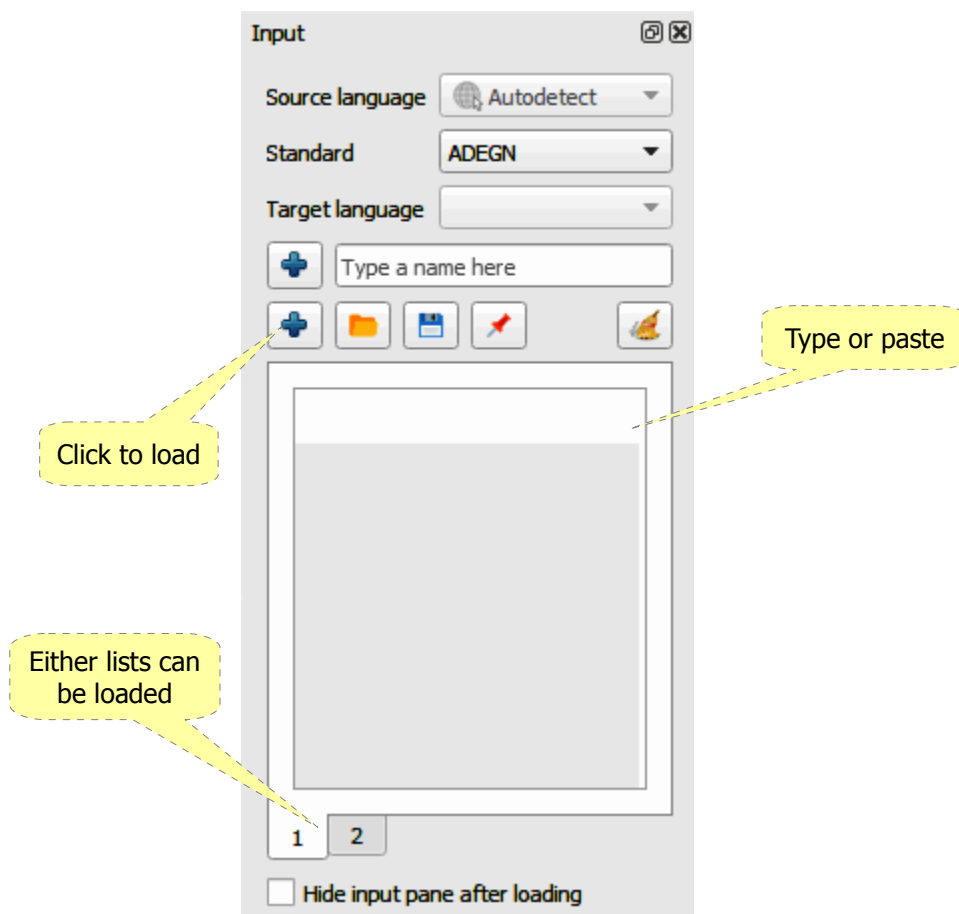 Input
Source language Autodetect
Standard ADEGN
Target language
Type a name here
Type or paste
Click to load
Either lists can
be loaded
1 2
Hide input pane after loading